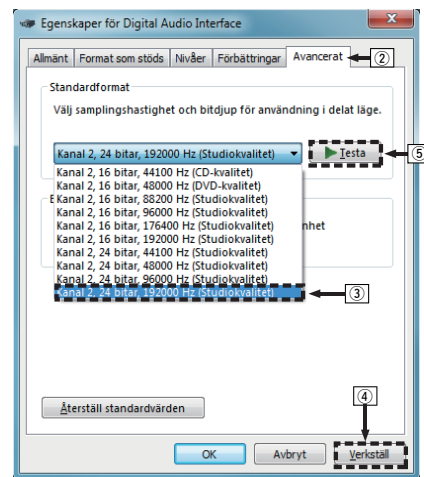 Egenskaper för Digital Audio Interface
Allmänt Format som stöds Nivåer Förbättringar Avancerat ②
Standardformat
Välj samplingshastighet och bitdjup för användning i delat läge.
Kanal 2, 24 bitar, 192000 Hz (Studiokvalitet) Testa ⑤
Kanal 2, 16 bitar, 44100 Hz (CD-kvalitet)
Kanal 2, 16 bitar, 48000 Hz (DVD-kvalitet)
Kanal 2, 16 bitar, 88200 Hz (Studiokvalitet)
Kanal 2, 16 bitar, 96000 Hz (Studiokvalitet)
Kanal 2, 16 bitar, 176400 Hz (Studiokvalitet) nhet
Kanal 2, 16 bitar, 192000 Hz (Studiokvalitet)
Kanal 2, 24 bitar, 44100 Hz (Studiokvalitet)
Kanal 2, 24 bitar, 48000 Hz (Studiokvalitet)
Kanal 2, 24 bitar, 96000 Hz (Studiokvalitet)
Kanal 2, 24 bitar, 192000 Hz (Studiokvalitet) ③
Återställ standardvärden
④
OK Avbryt Verkställ